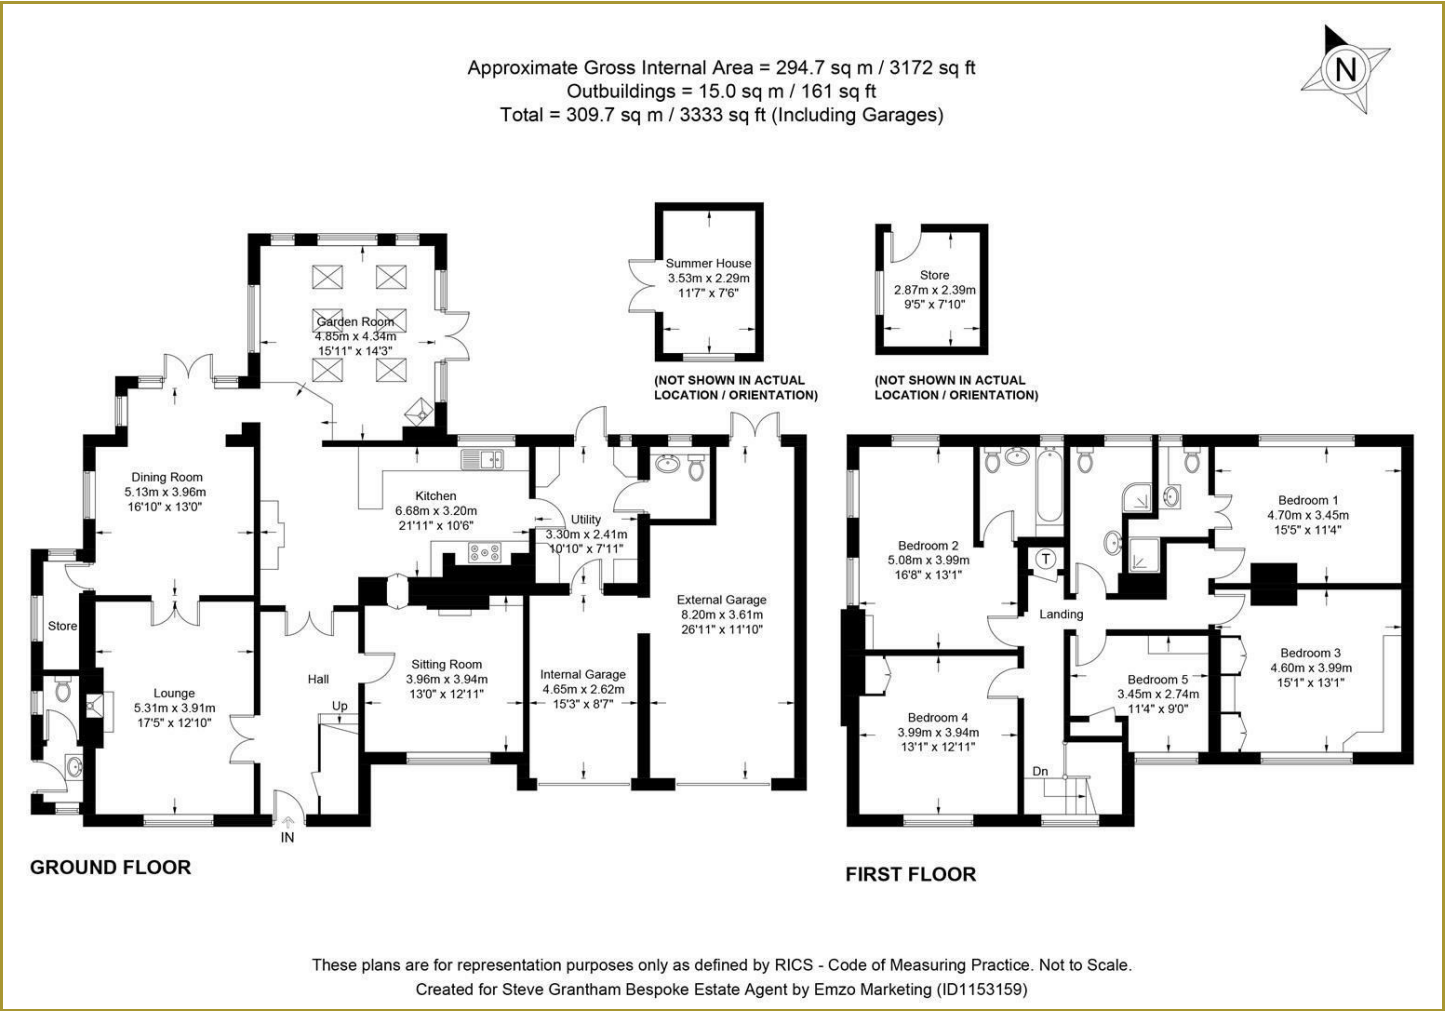 Approximate Gross Internal Area = 294.7 sq m / 3172 sq ft
Outbuildings = 15.0 sq m / 161 sq ft
Total = 309.7 sq m / 3333 sq ft (Including Garages)
N
Summer House
3.53m x 2.29m
11'7" x 7'6"
(NOT SHOWN IN ACTUAL
LOCATION / ORIENTATION)
Store
2.87m x 2.39m
9'5" x 7'10"
(NOT SHOWN IN ACTUAL
LOCATION / ORIENTATION)
Garden Room
4.85m x 4.34m
15'11" x 14'3"
Dining Room
5.13m x 3.96m
16'10" x 13'0"
Kitchen
6.68m x 3.20m
21'11" x 10'6"
Utility
3.30m x 2.41m
10'10" x 7'11"
External Garage
8.20m x 3.61m
26'11" x 11'10"
Store
Lounge
5.31m x 3.91m
17'5" x 12'10"
Hall
Up
Sitting Room
3.96m x 3.94m
13'0" x 12'11"
Internal Garage
4.65m x 2.62m
15'3" x 8'7"
IN
GROUND FLOOR
Bedroom 1
4.70m x 3.45m
15'5" x 11'4"
Bedroom 2
5.08m x 3.99m
16'8" x 13'1"
T
Landing
Bedroom 3
4.60m x 3.99m
15'1" x 13'1"
Bedroom 5
3.45m x 2.74m
11'4" x 9'0"
Bedroom 4
3.99m x 3.94m
13'1" x 12'11"
Dn
FIRST FLOOR
These plans are for representation purposes only as defined by RICS - Code of Measuring Practice. Not to Scale.
Created for Steve Grantham Bespoke Estate Agent by Emzo Marketing (ID1153159)